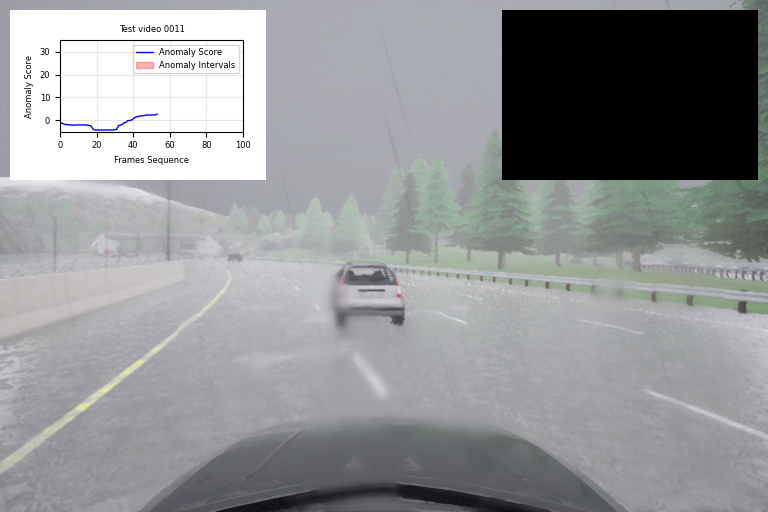 Test video 0011
Anomaly Score
30
20
10
0
Anomaly Score
Anomaly Intervals
0 20 40 60 80 100
Frames Sequence